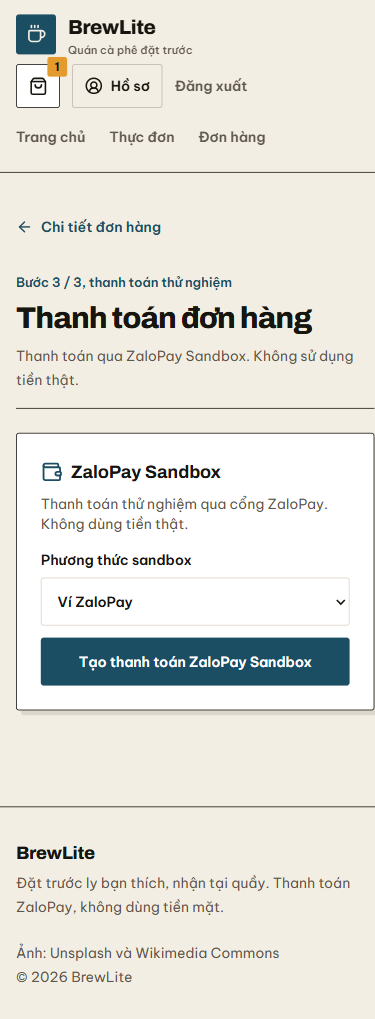 BrewLite
Quán cà phê đặt trước
1
Hồ sơ
Đăng xuất
Trang chủ
Thực đơn
Đơn hàng
Chi tiết đơn hàng
Bước 3 / 3, thanh toán thử nghiệm
Thanh toán đơn hàng
Thanh toán qua ZaloPay Sandbox. Không sử dụng
tiền thật.
ZaloPay Sandbox
Thanh toán thử nghiệm qua cổng ZaloPay.
Không dùng tiền thật.
Phương thức sandbox
Ví ZaloPay
Tạo thanh toán ZaloPay Sandbox
BrewLite
Đặt trước ly bạn thích, nhận tại quầy. Thanh toán
ZaloPay, không dùng tiền mặt.
Ảnh: Unsplash và Wikimedia Commons
© 2026 BrewLite